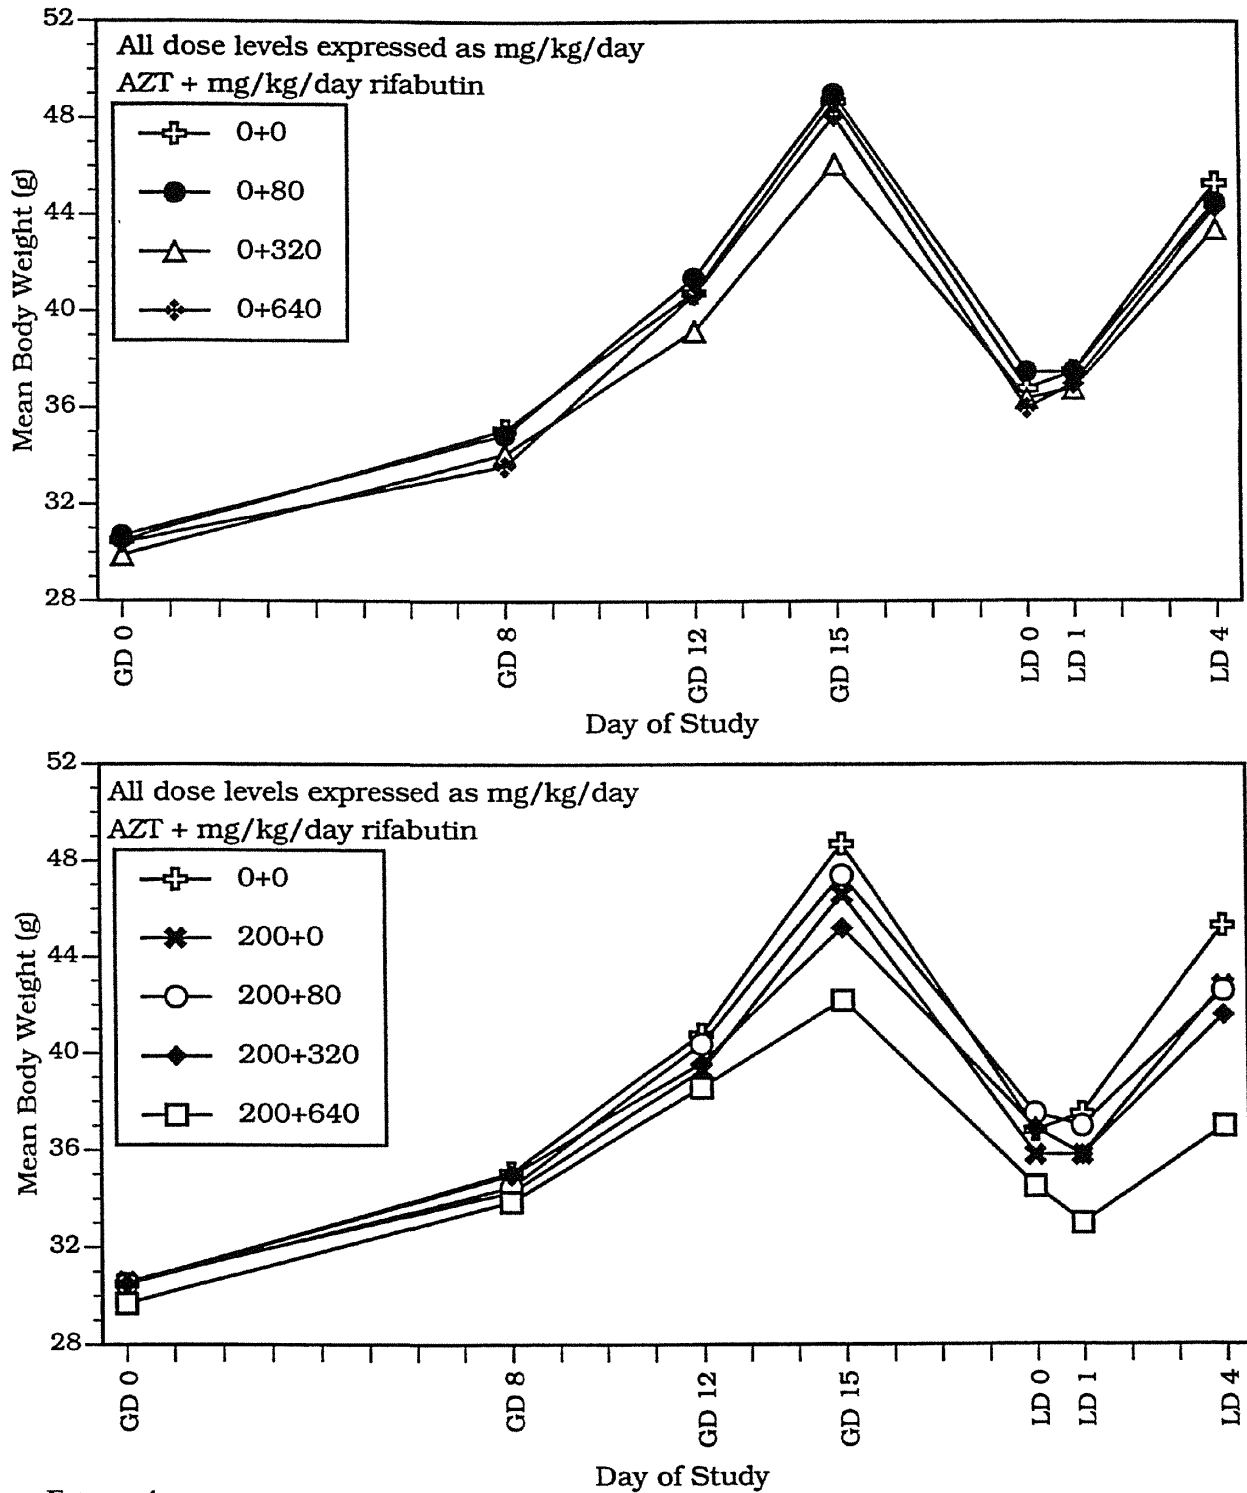 52
48
44
40
36
32
28
Mean Body Weight (g)
All dose levels expressed as mg/kg/day
AZT + mg/kg/day rifabutin
0+0
0+80
0+320
0+640
GD 0
GD 8
GD 12
GD 15
LD 0
LD 1
LD 4
Day of Study
52
48
44
40
36
32
28
Mean Body Weight (g)
All dose levels expressed as mg/kg/day
AZT + mg/kg/day rifabutin
0+0
200+0
200+80
200+320
200+640
GD 0
GD 8
GD 12
GD 15
LD 0
LD 1
LD 4
Day of Study